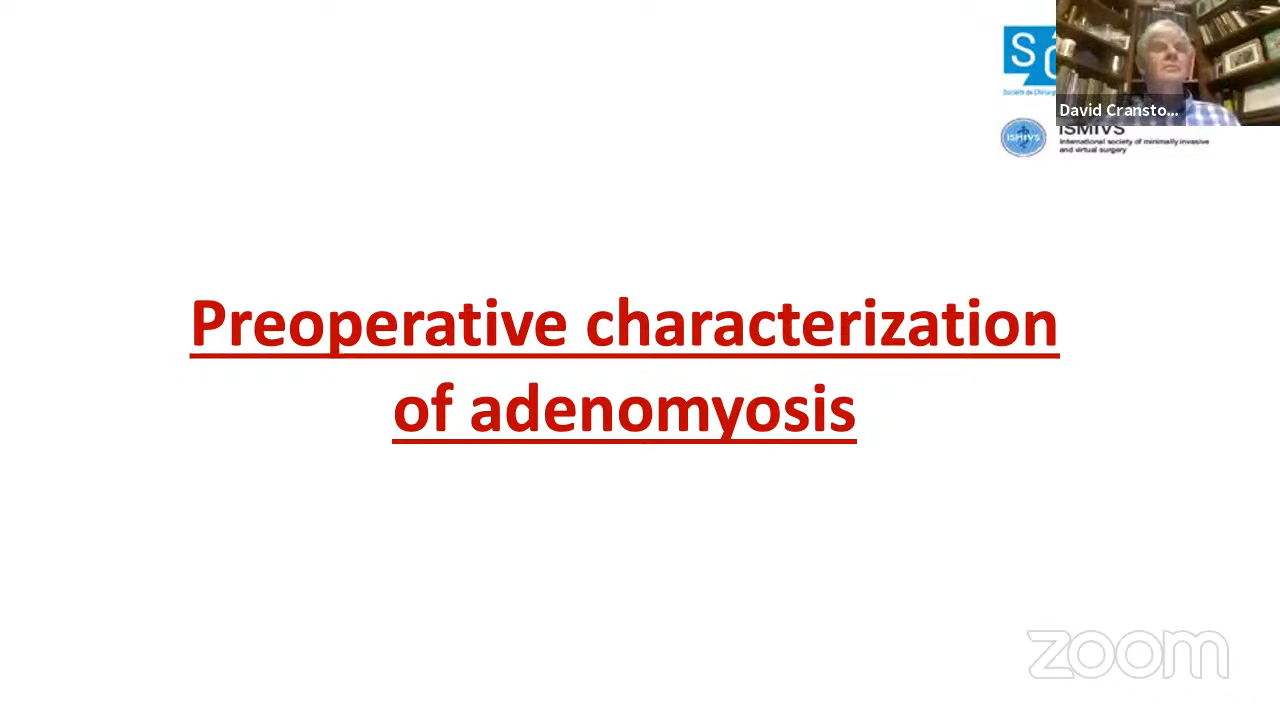 David Cransto...
ISMIVS
International society of minimally invasive
and virtual surgery
Preoperative characterization
of adenomyosis
zoom